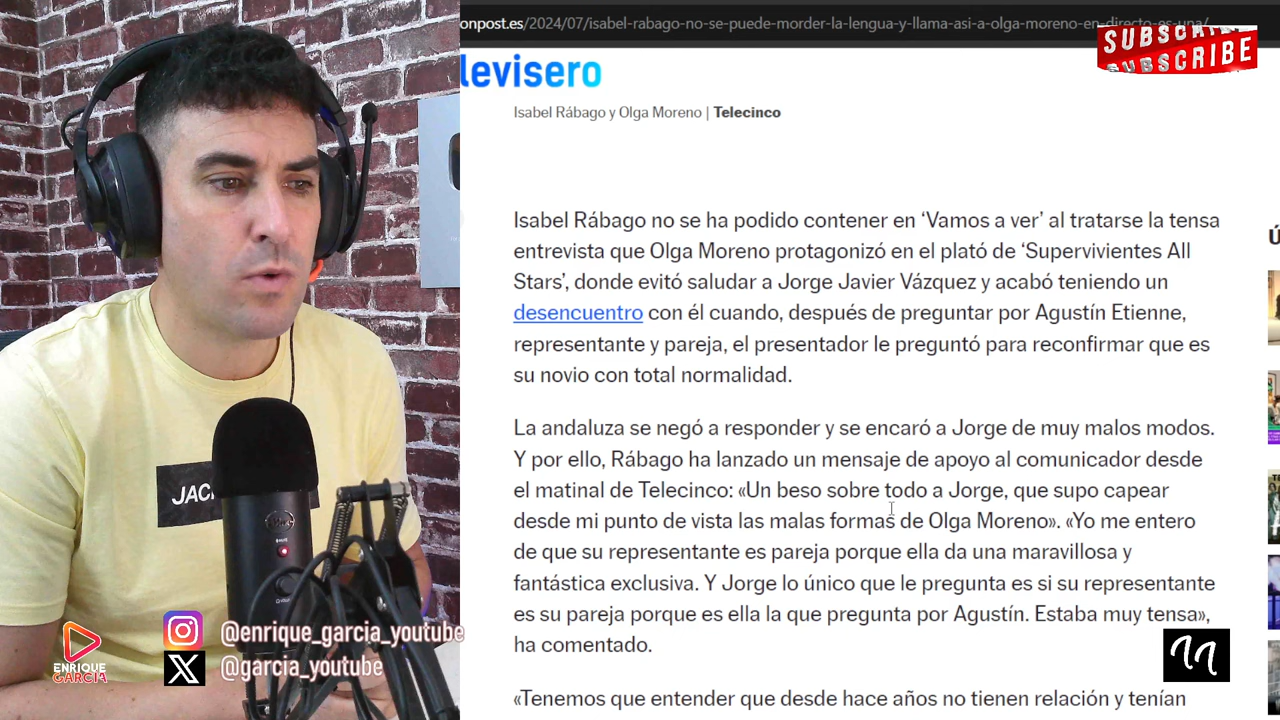 onpost.es/2024/07/isabel-rabago-no-se-puede-morder-la-lengua-y-llama-asi-a-olga-moreno-en-directo-es-una/
SUBSCRIBE
SUBSCRIBE
levisero
Isabel Rábago y Olga Moreno | Telecinco
Isabel Rábago no se ha podido contener en ‘Vamos a ver’ al tratarse la tensa
entrevista que Olga Moreno protagonizó en el plató de ‘Supervivientes All
Stars’, donde evitó saludar a Jorge Javier Vázquez y acabó teniendo un
desencuentro con él cuando, después de preguntar por Agustín Etienne,
representante y pareja, el presentador le preguntó para reconfirmar que es
su novio con total normalidad.
La andaluza se negó a responder y se encaró a Jorge de muy malos modos.
Y por ello, Rábago ha lanzado un mensaje de apoyo al comunicador desde
el matinal de Telecinco: «Un beso sobre todo a Jorge, que supo capear
desde mi punto de vista las malas formas de Olga Moreno». «Yo me entero
de que su representante es pareja porque ella da una maravillosa y
fantástica exclusiva. Y Jorge lo único que le pregunta es si su representante
es su pareja porque es ella la que pregunta por Agustín. Estaba muy tensa»,
ha comentado.
«Tenemos que entender que desde hace años no tienen relación y tenían
Ú
JAC
@enrique_garcia_youtube
@garcia_youtube
ENRIQUE
GARCIA